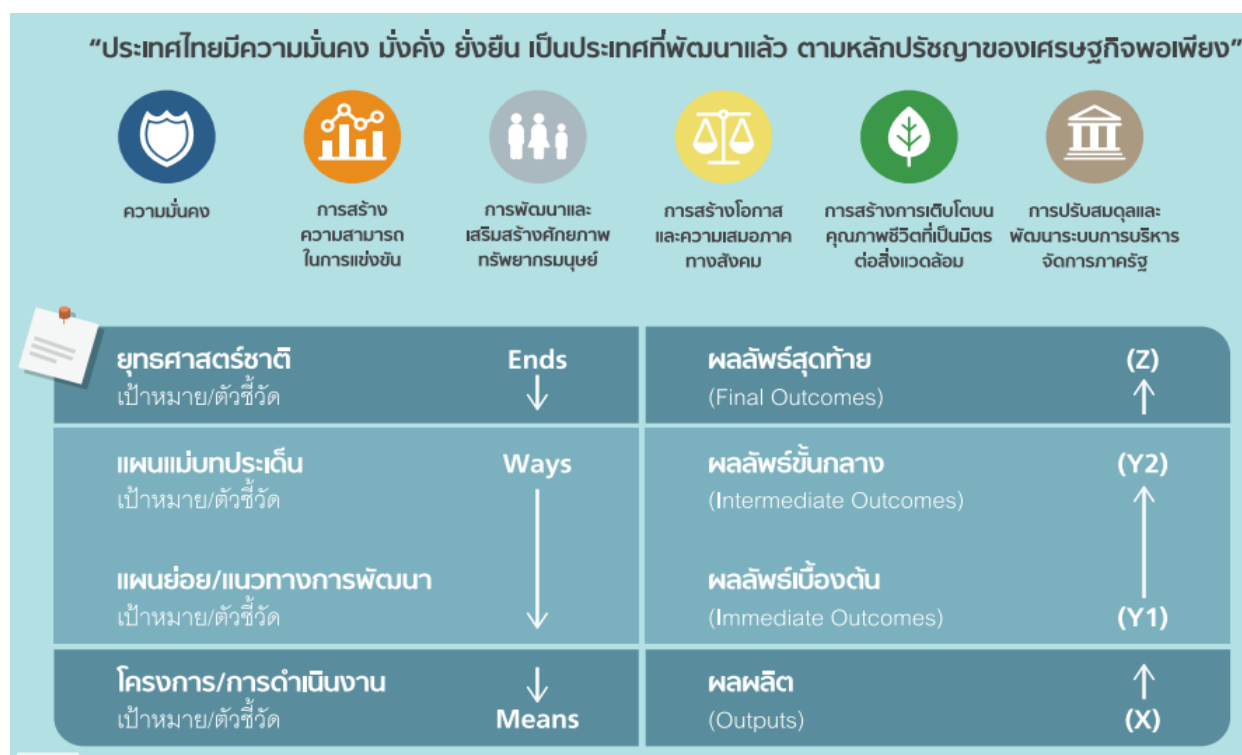 “ประเทศไทยมีความมั่นคง มั่งคั่ง ยั่งยืน เป็นประเทศที่พัฒนาแล้ว ตามหลักปรัชญาของเศรษฐกิจพอเพียง”
ความมั่นคง
การสร้าง
ความสามารถ
ในการแข่งขัน
การพัฒนาและ
เสริมสร้างศักยภาพ
ทรัพยากรมนุษย์
การสร้างโอกาส
และความเสมอภาค
ทางสังคม
การสร้างการเติบโตบน
คุณภาพชีวิตที่เป็นมิตร
ต่อสิ่งแวดล้อม
การปรับสมดุลและ
พัฒนาระบบการบริหาร
จัดการภาครัฐ
ยุทธศาสตร์ชาติ Ends ผลลัพธ์สุดท้าย (Z)
เป้าหมาย/ตัวชี้วัด (Final Outcomes)
แผนแม่บทประเด็น Ways ผลลัพธ์ขั้นกลาง (Y2)
เป้าหมาย/ตัวชี้วัด (Intermediate Outcomes)
แผนย่อย/แนวทางการพัฒนา ผลลัพธ์เบื้องต้น
เป้าหมาย/ตัวชี้วัด (Immediate Outcomes) (Y1)
โครงการ/การดำเนินงาน ผลผลิต
เป้าหมาย/ตัวชี้วัด Means (Outputs) (X)